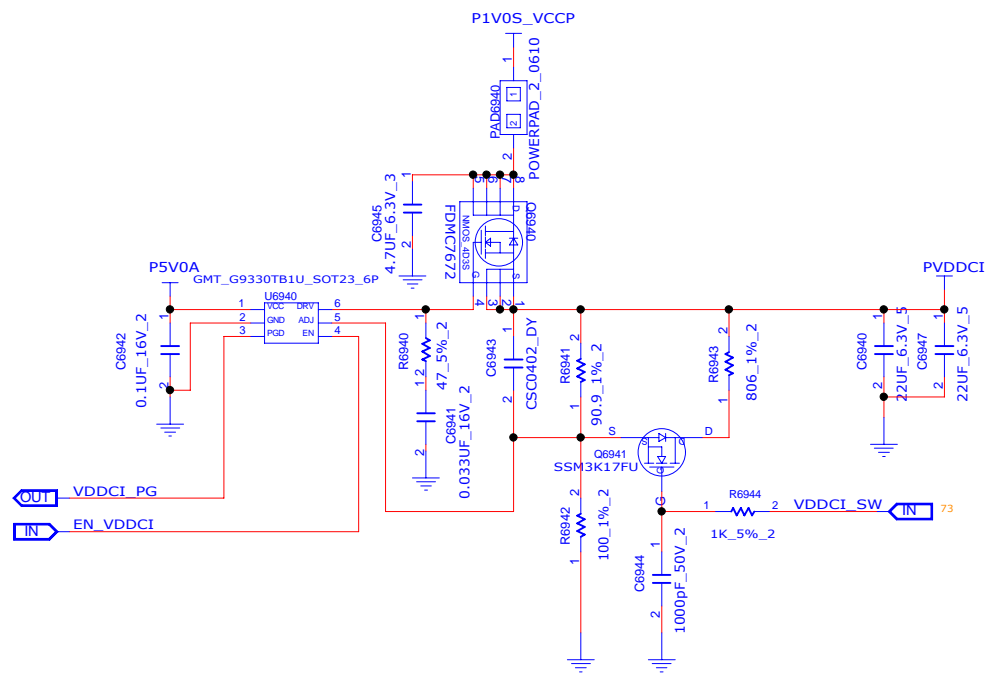 P1V0S_VCCP
1
PAD6940
1
2
POWERPAD_2_0610
2
1
C6945
4.7UF_6.3V_3
2
5
6
7
8
D
Q6940
NMOS_4D3S
FDMC7672
G
S
4
3
2
1
P5V0A
GMT_G9330TB1U_SOT23_6P
U6940
1
VCC
DRV
6
2
GND
ADJ
5
3
PGD
EN
4
PVDDCI
1
C6942
0.1UF_16V_2
2
1
R6940
47_5%_2
2
1
C6941
0.033UF_16V_2
2
1
C6943
CSC0402_DY
2
2
R6941
90.9_1%_2
1
2
R6943
806_1%_2
1
1
C6940
22UF_6.3V_5
2
1
C6947
22UF_6.3V_5
2
S
D
S
D
G
Q6941
SSM3K17FU
G
2
R6942
100_1%_2
1
1
R6944
2
1K_5%_2
VDDCI_SW
IN
73
1
C6944
1000pF_50V_2
2
OUT
VDDCI_PG
IN
EN_VDDCI